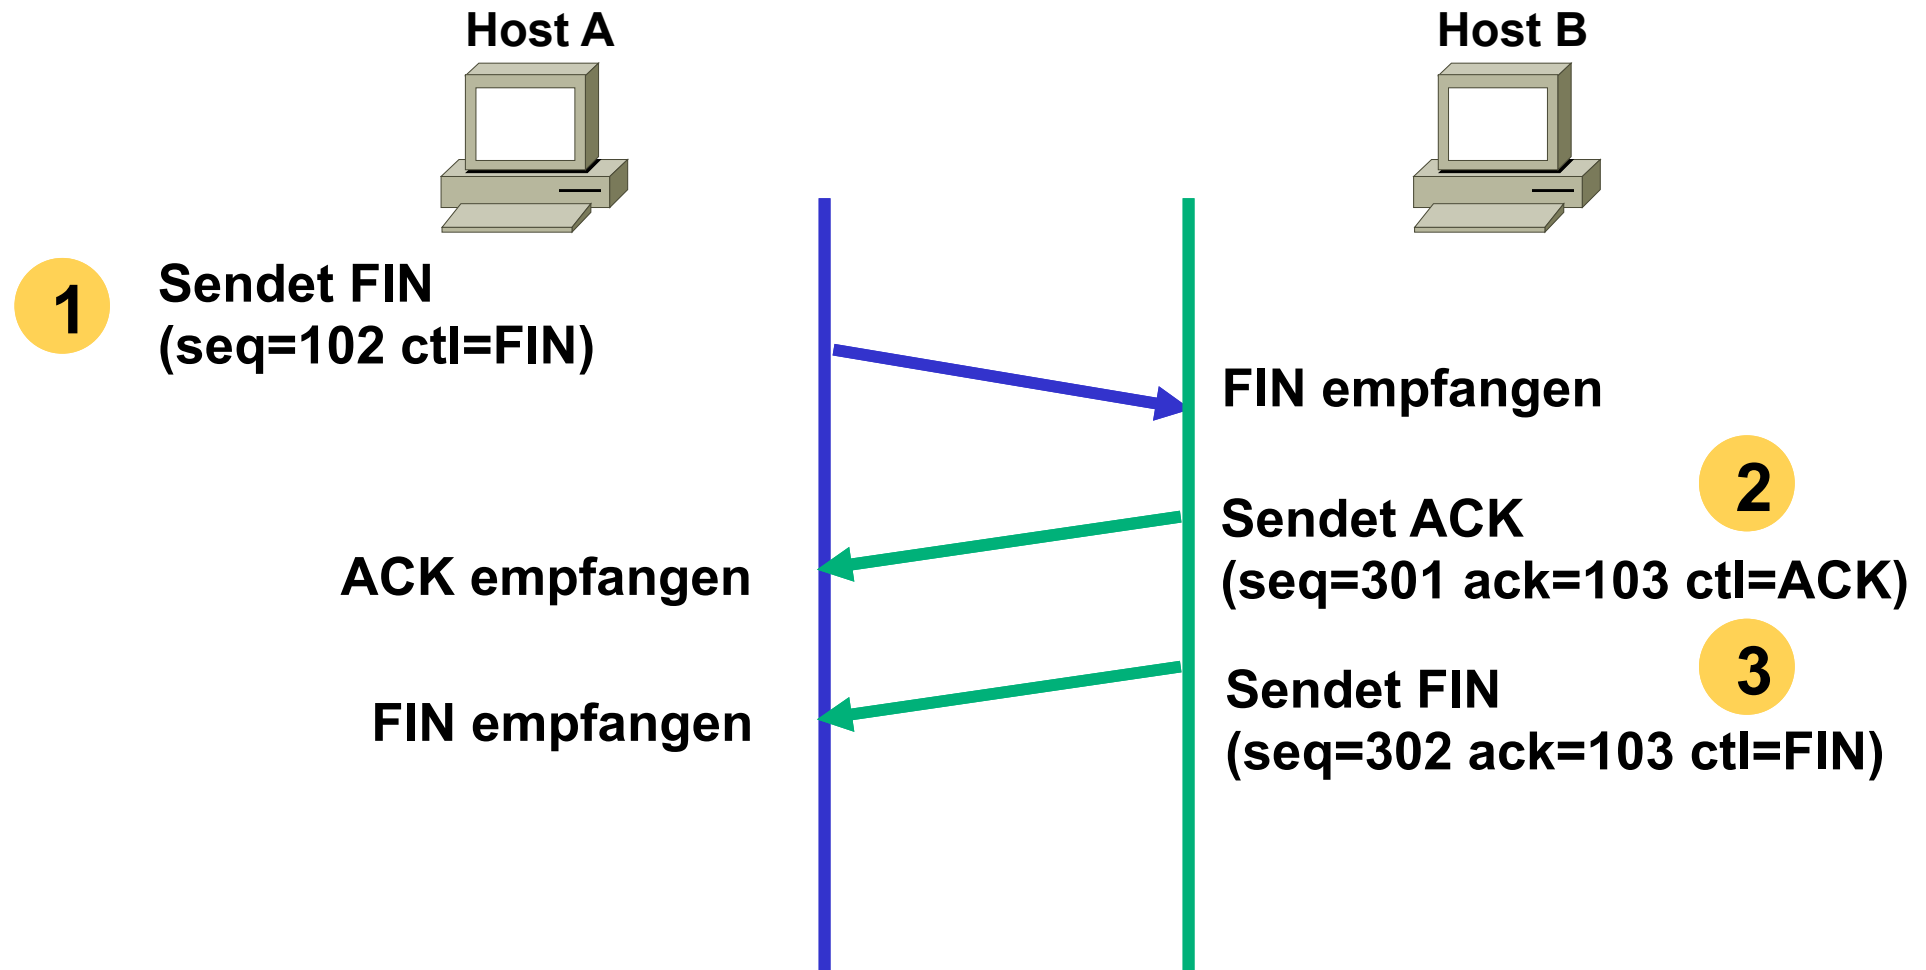 Host A
Host B
1
Sendet FIN
(seq=102 ctl=FIN)
FIN empfangen
2
Sendet ACK
(seq=301 ack=103 ctl=ACK)
ACK empfangen
3
Sendet FIN
(seq=302 ack=103 ctl=FIN)
FIN empfangen